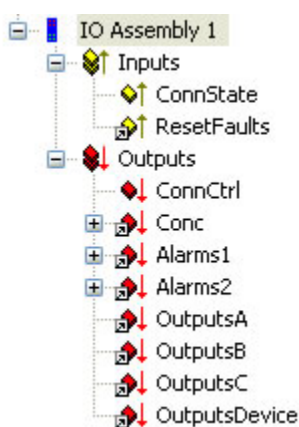 IO Assembly 1
Inputs
ConnState
ResetFaults
Outputs
ConnCtrl
Conc
Alarms1
Alarms2
OutputsA
OutputsB
OutputsC
OutputsDevice